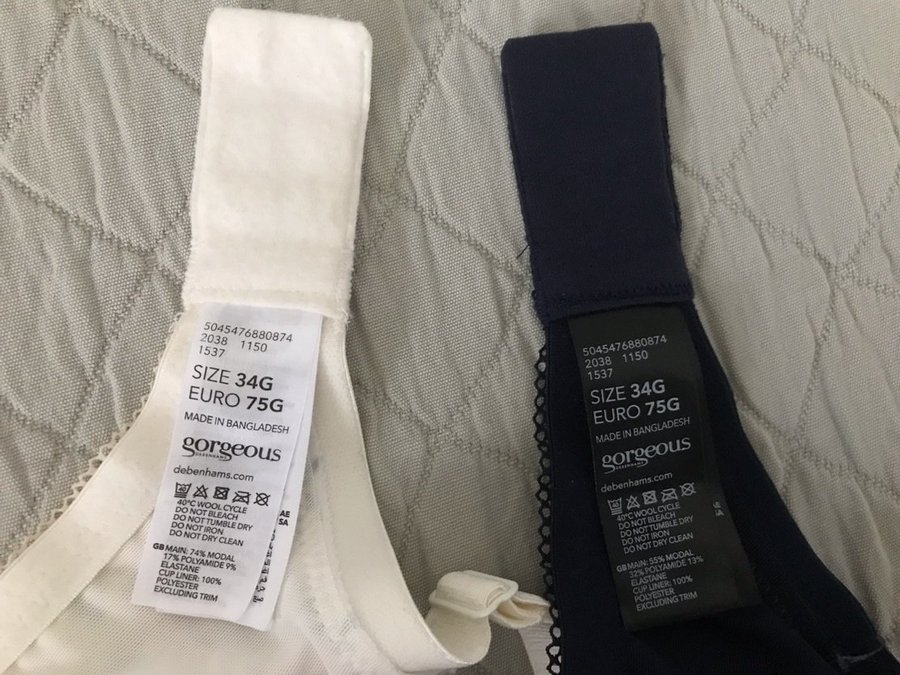 5045476880874
2038 1150
1537
SIZE 34G
EURO 75G
MADE IN BANGLADESH
gorgeous
DEBENHAMS
debenhams.com
40°C WOOL CYCLE
DO NOT BLEACH
DO NOT TUMBLE DRY
DO NOT IRON
DO NOT DRY CLEAN
GB MAIN: 74% MODAL
17% POLYAMIDE 9%
ELASTANE
CUP LINER: 100%
POLYESTER
EXCLUDING TRIM
AE
SA
5045476880874
2038 1150
1537
SIZE 34G
EURO 75G
MADE IN BANGLADESH
gorgeous
DEBENHAMS
debenhams.com
40°C WOOL CYCLE
DO NOT BLEACH
DO NOT TUMBLE DRY
DO NOT IRON
DO NOT DRY CLEAN
GB MAIN: 55% MODAL
32% POLYAMIDE 13%
ELASTANE
CUP LINER: 100%
POLYESTER
EXCLUDING TRIM